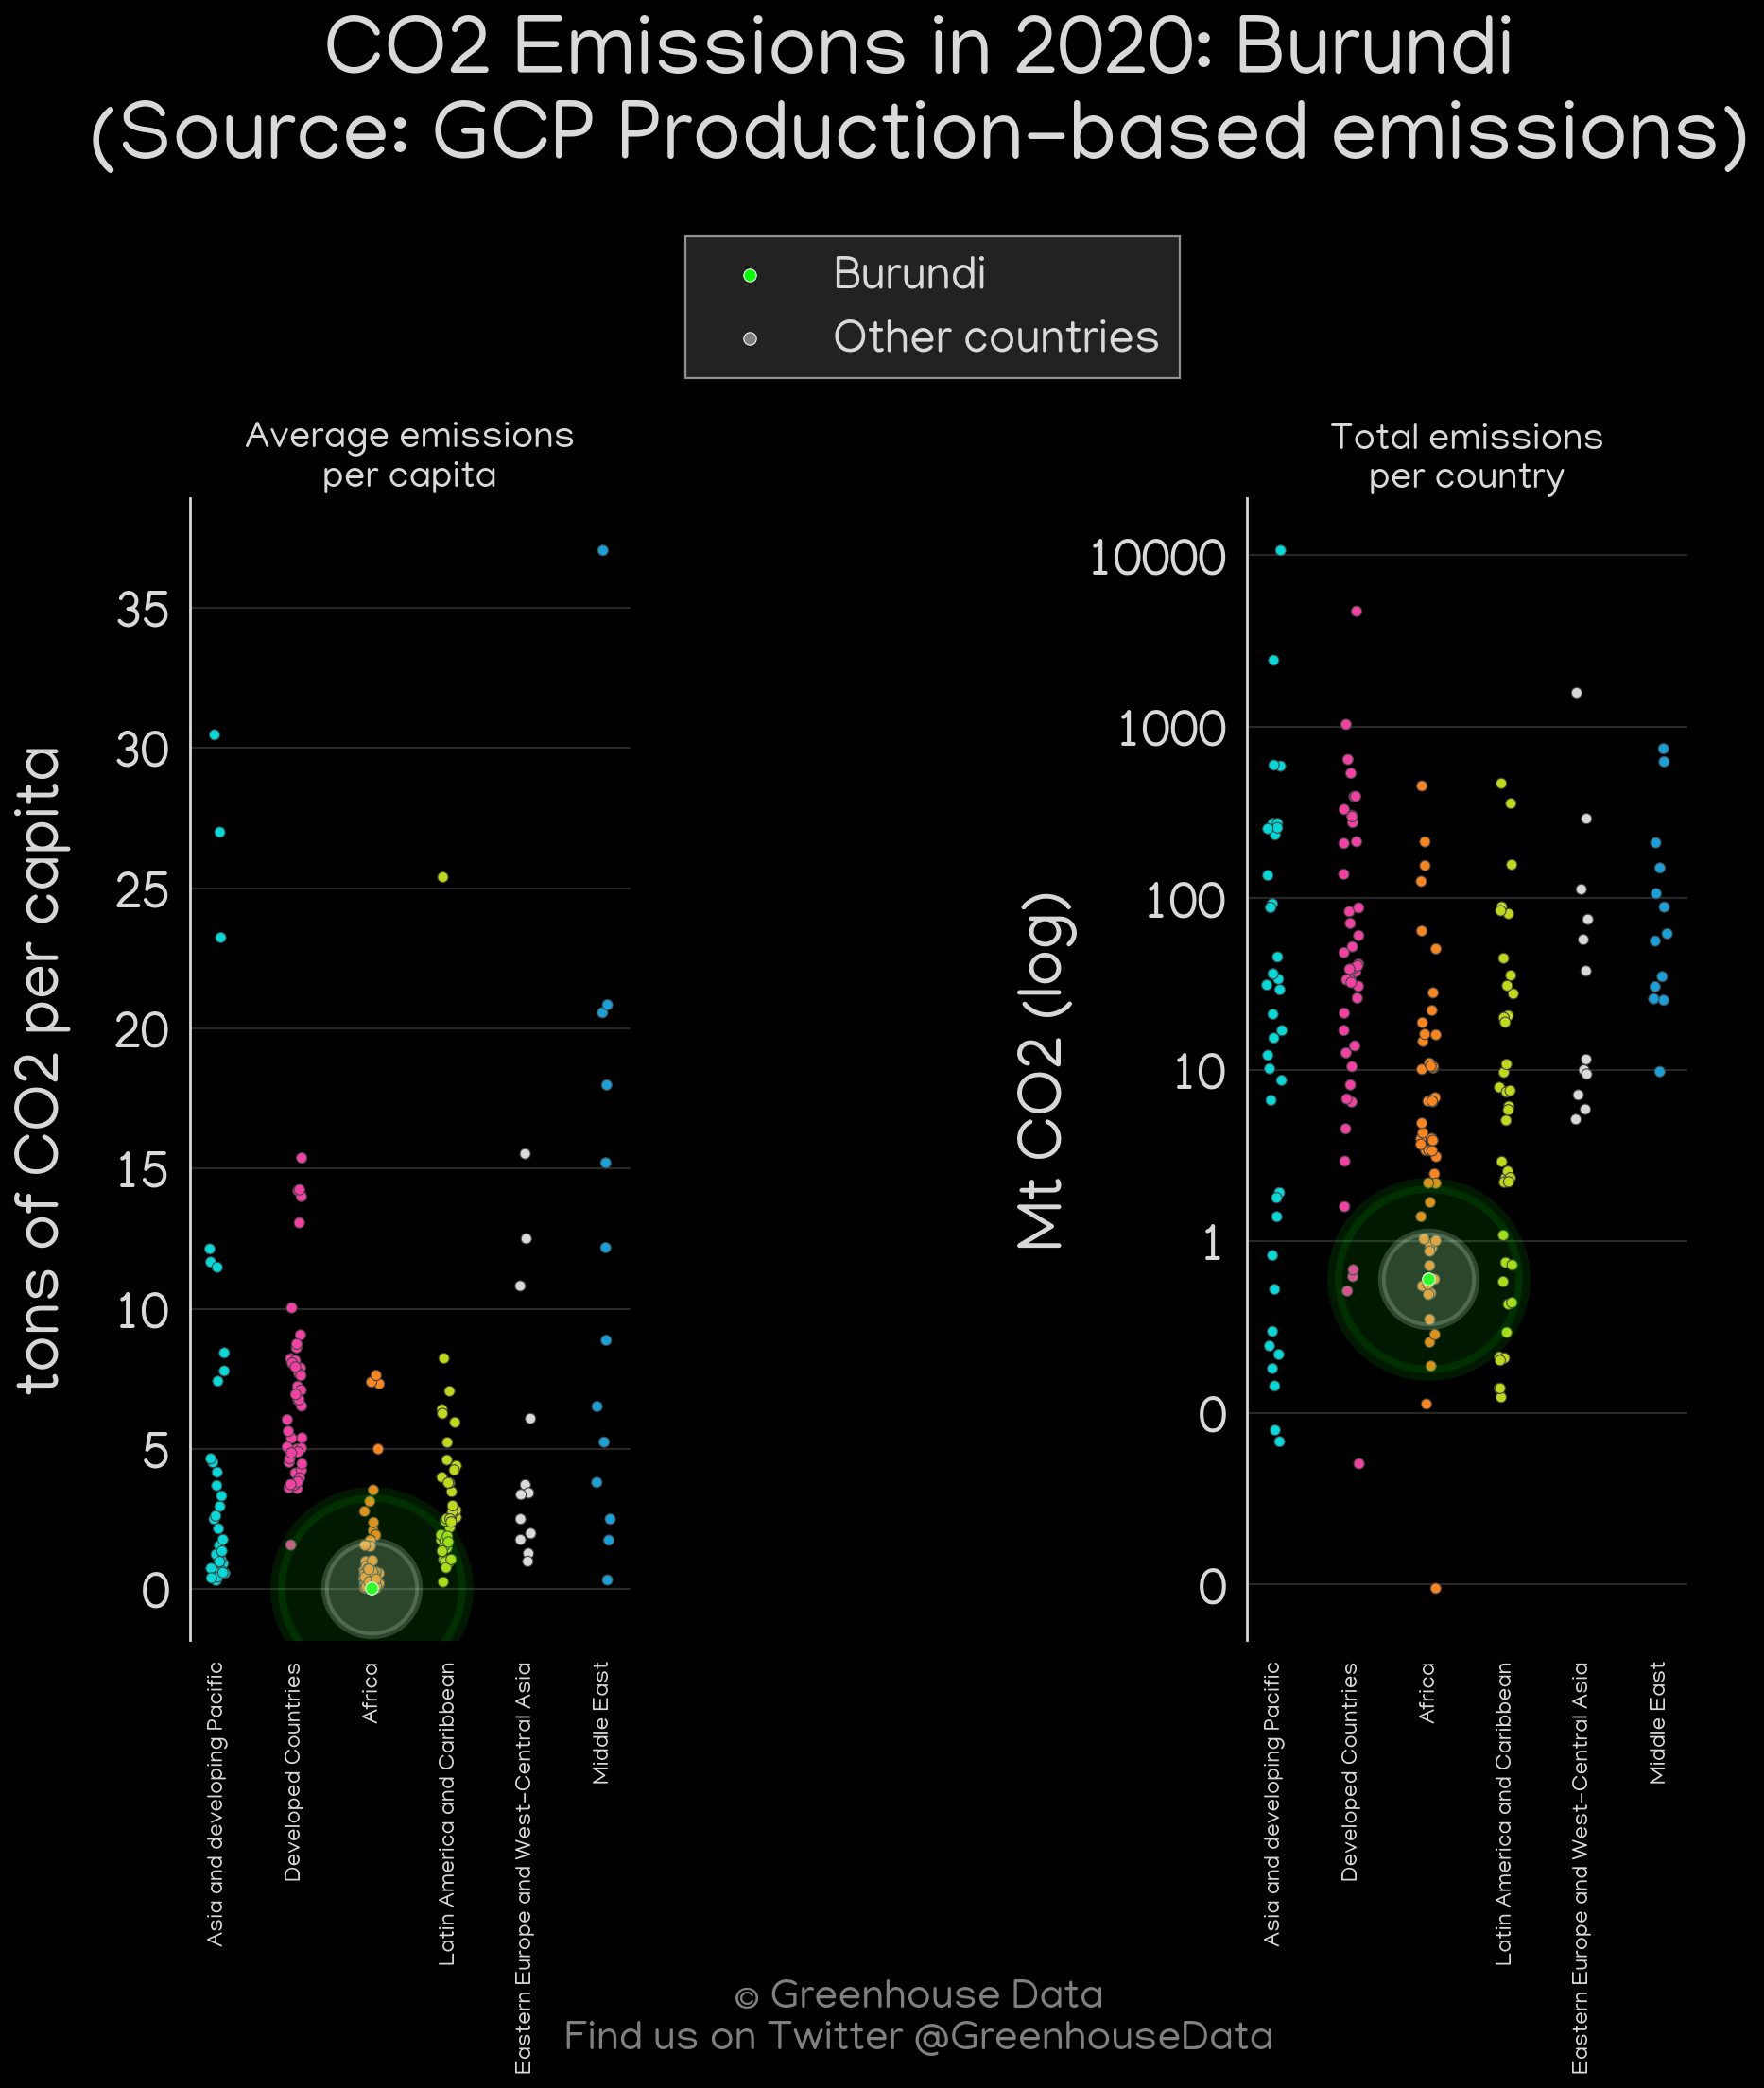 CO2 Emissions in 2020: Burundi
(Source: GCP Production-based emissions)
Burundi
Other countries
Average emissions
per capita
tons of CO2 per capita
35
30
25
20
15
10
5
0
Asia and developing Pacific
Developed Countries
Africa
Latin America and Caribbean
Eastern Europe and West-Central Asia
Middle East
Total emissions
per country
Mt CO2 (log)
10000
1000
100
10
1
0
0
Asia and developing Pacific
Developed Countries
Africa
Latin America and Caribbean
Eastern Europe and West-Central Asia
Middle East
© Greenhouse Data
Find us on Twitter @GreenhouseData